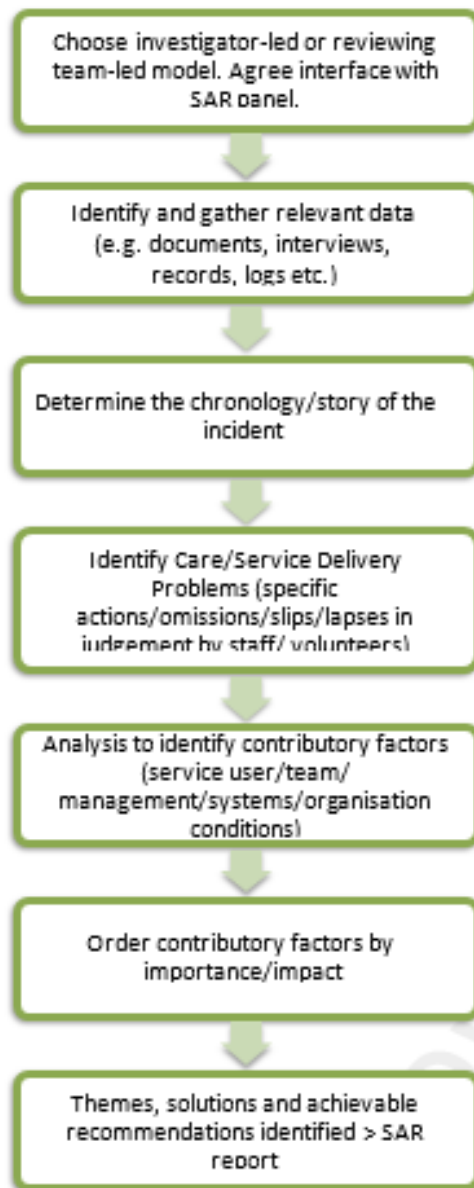 Choose investigator-led or reviewing
team-led model. Agree interface with
SAR panel.
Identify and gather relevant data
(e.g. documents, interviews,
records, logs etc.)
Determine the chronology/story of the
incident
Identify Care/Service Delivery
Problems (specific
actions/omissions/slips/lapses in
judgement by staff/ volunteers)
Analysis to identify contributory factors
(service user/team/
management/systems/organisation
conditions)
Order contributory factors by
importance/impact
Themes, solutions and achievable
recommendations identified > SAR
report